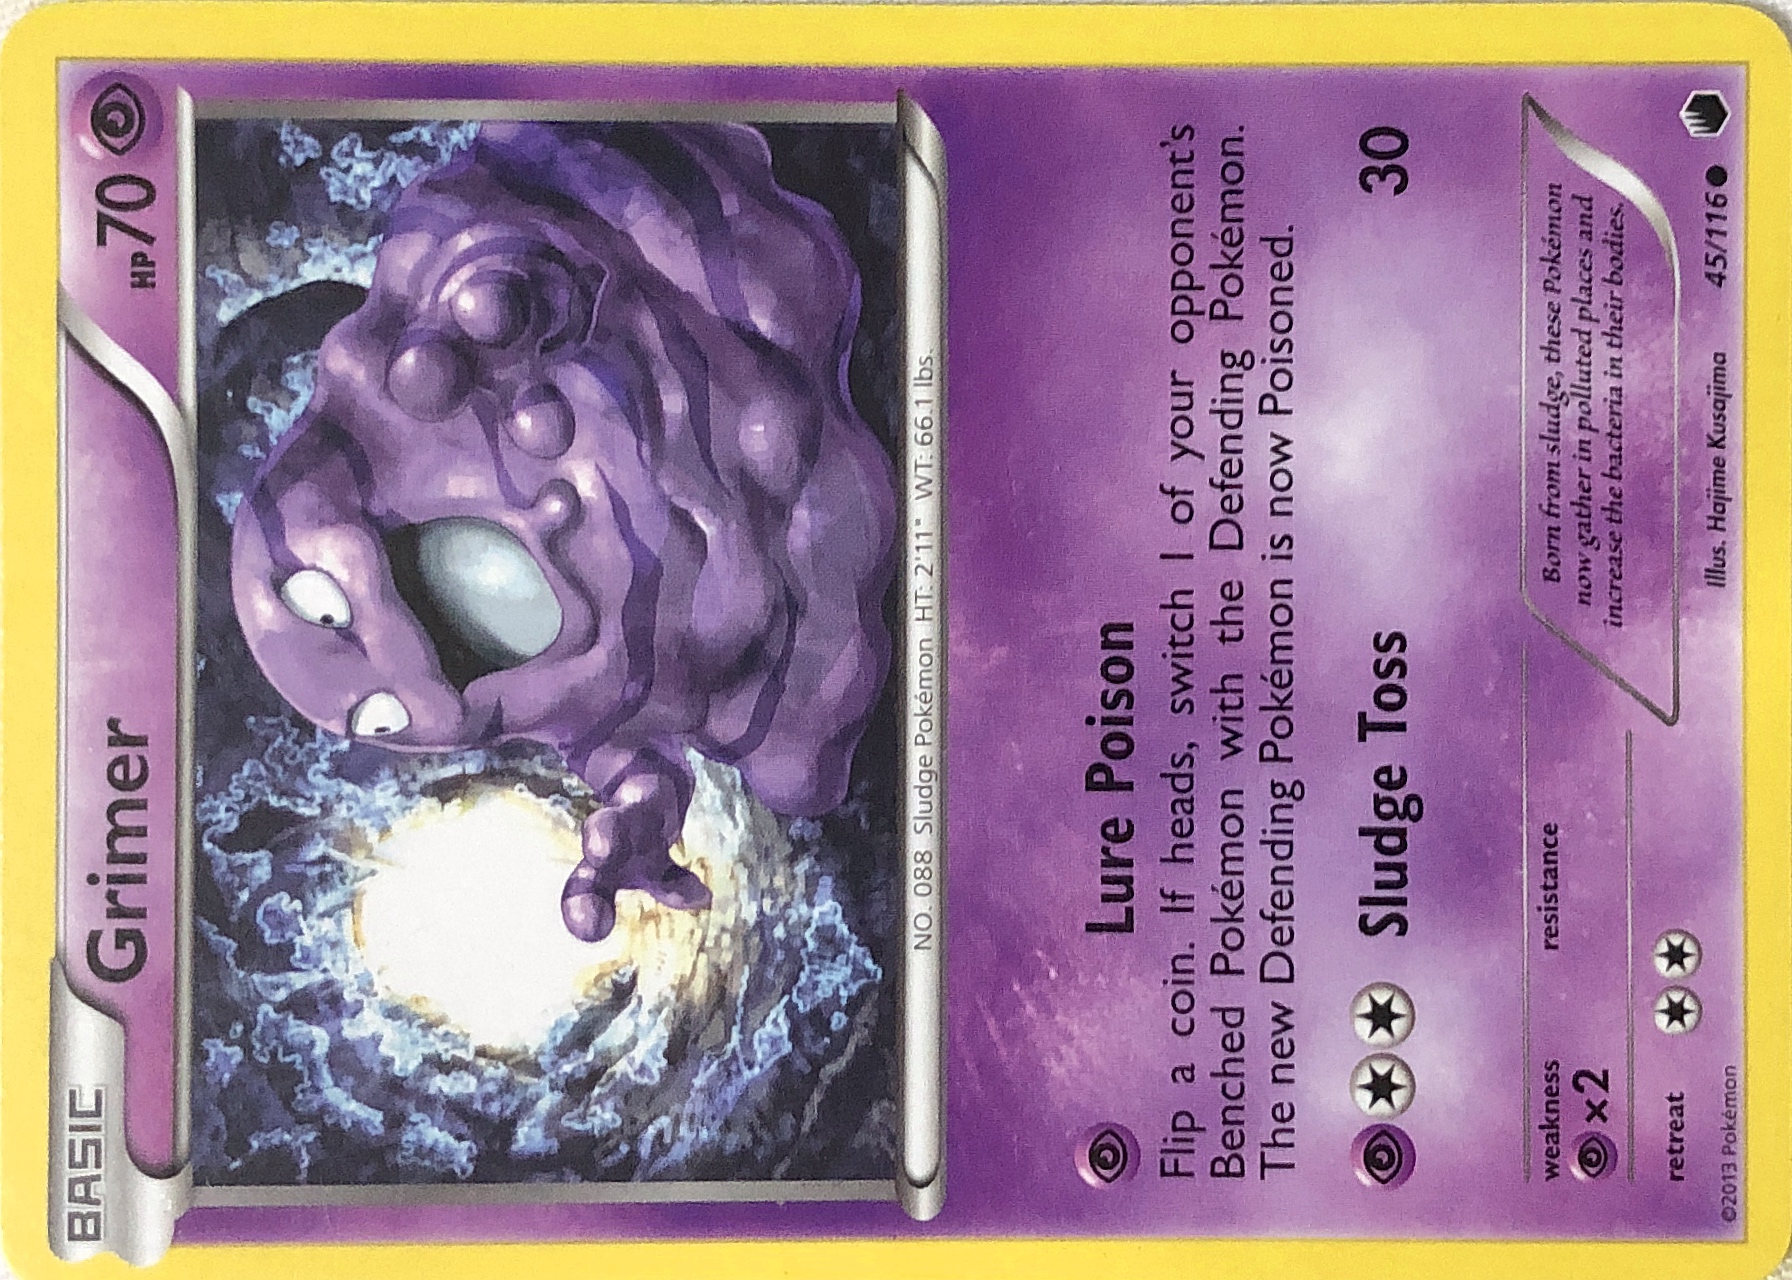 BASIC
Grimer
HP70
NO. 088 Sludge Pokémon HT: 2'11" WT: 66.1 lbs.
Lure Poison
Flip a coin. If heads, switch 1 of your opponent's
Benched Pokémon with the Defending Pokémon.
The new Defending Pokémon is now Poisoned.
Sludge Toss 30
weakness resistance
×2
Born from sludge, these Pokémon
now gather in polluted places and
increase the bacteria in their bodies.
retreat
©2013 Pokémon
Illus. Hajime Kusajima
45/116